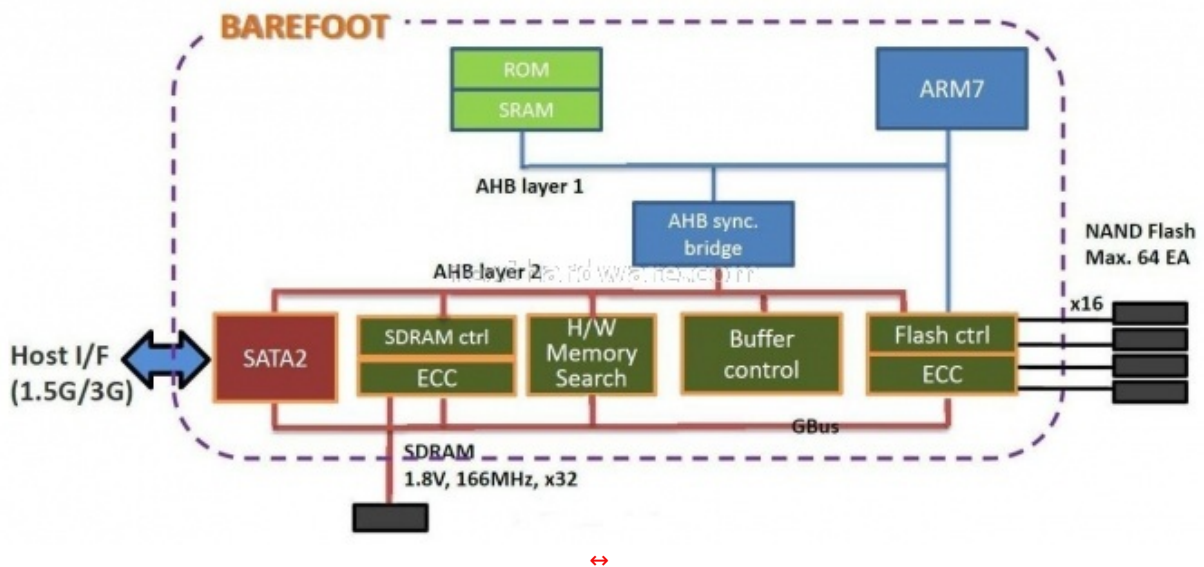 BAREFOOT
ROM
SRAM
ARM7
AHB layer 1
AHB sync.
bridge
NAND Flash
Max. 64 EA
AHB layer 2
x16
Host I/F
(1.5G/3G)
SATA2
SDRAM ctrl
ECC
H/W
Memory
Search
Buffer
control
Flash ctrl
ECC
GBus
SDRAM
1.8V, 166MHz, x32